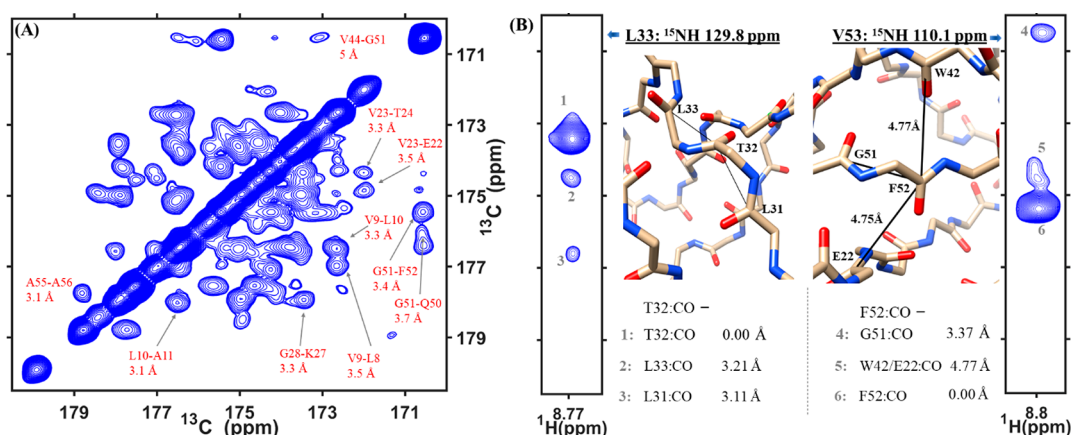 (A)
V44-G51
5 Å
V23-T24
3.3 Å
V23-E22
3.5 Å
V9-L10
3.3 Å
G51-F52
3.4 Å
G51-Q50
3.7 Å
A55-A56
3.1 Å
L10-A11
3.1 Å
G28-K27
3.3 Å
V9-L8
3.5 Å
171
173
175
177
179
¹³C (ppm)
179
177
175
173
171
¹³C (ppm)
(B)
L33: ¹⁵NH 129.8 ppm
V53: ¹⁵NH 110.1 ppm
1
2
3
8.77
¹H(ppm)
L33
T32
L31
W42
4.77Å
G51
F52
4.75Å
E22
4
5
6
8.8
¹H(ppm)
T32:CO –
1: T32:CO 0.00 Å
2: L33:CO 3.21 Å
3: L31:CO 3.11 Å
F52:CO –
4: G51:CO 3.37 Å
5: W42/E22:CO 4.77 Å
6: F52:CO 0.00 Å